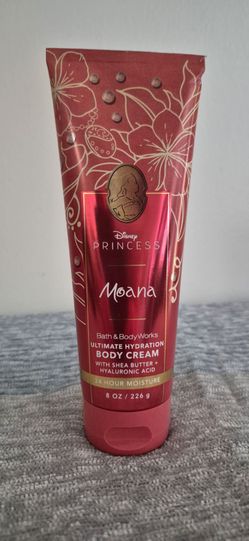 Disney
PRINCESS
Moana
Bath & Body Works
ULTIMATE HYDRATION
BODY CREAM
WITH SHEA BUTTER +
HYALURONIC ACID
24 HOUR MOISTURE
8 OZ / 226 g